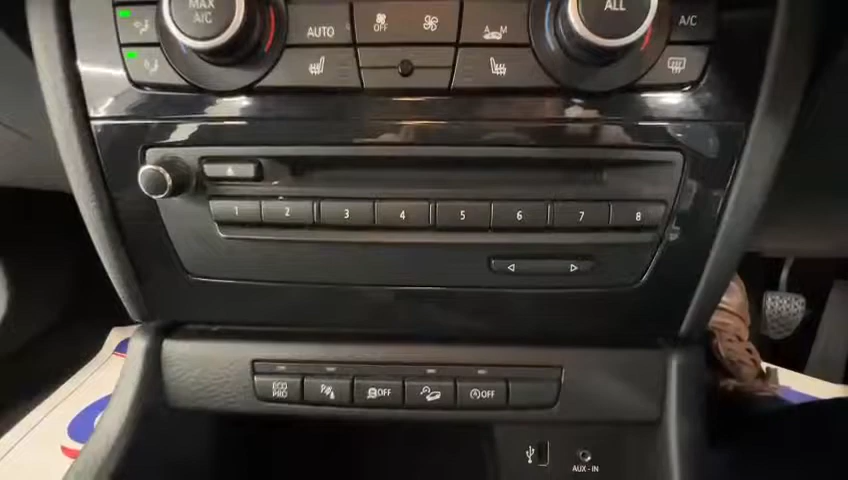 MAX
A/C
AUTO
OFF
A M
ALL
A/C
1 2 3 4 5 6 7 8
ECO
PRO
P
OFF
OFF
AUX-IN